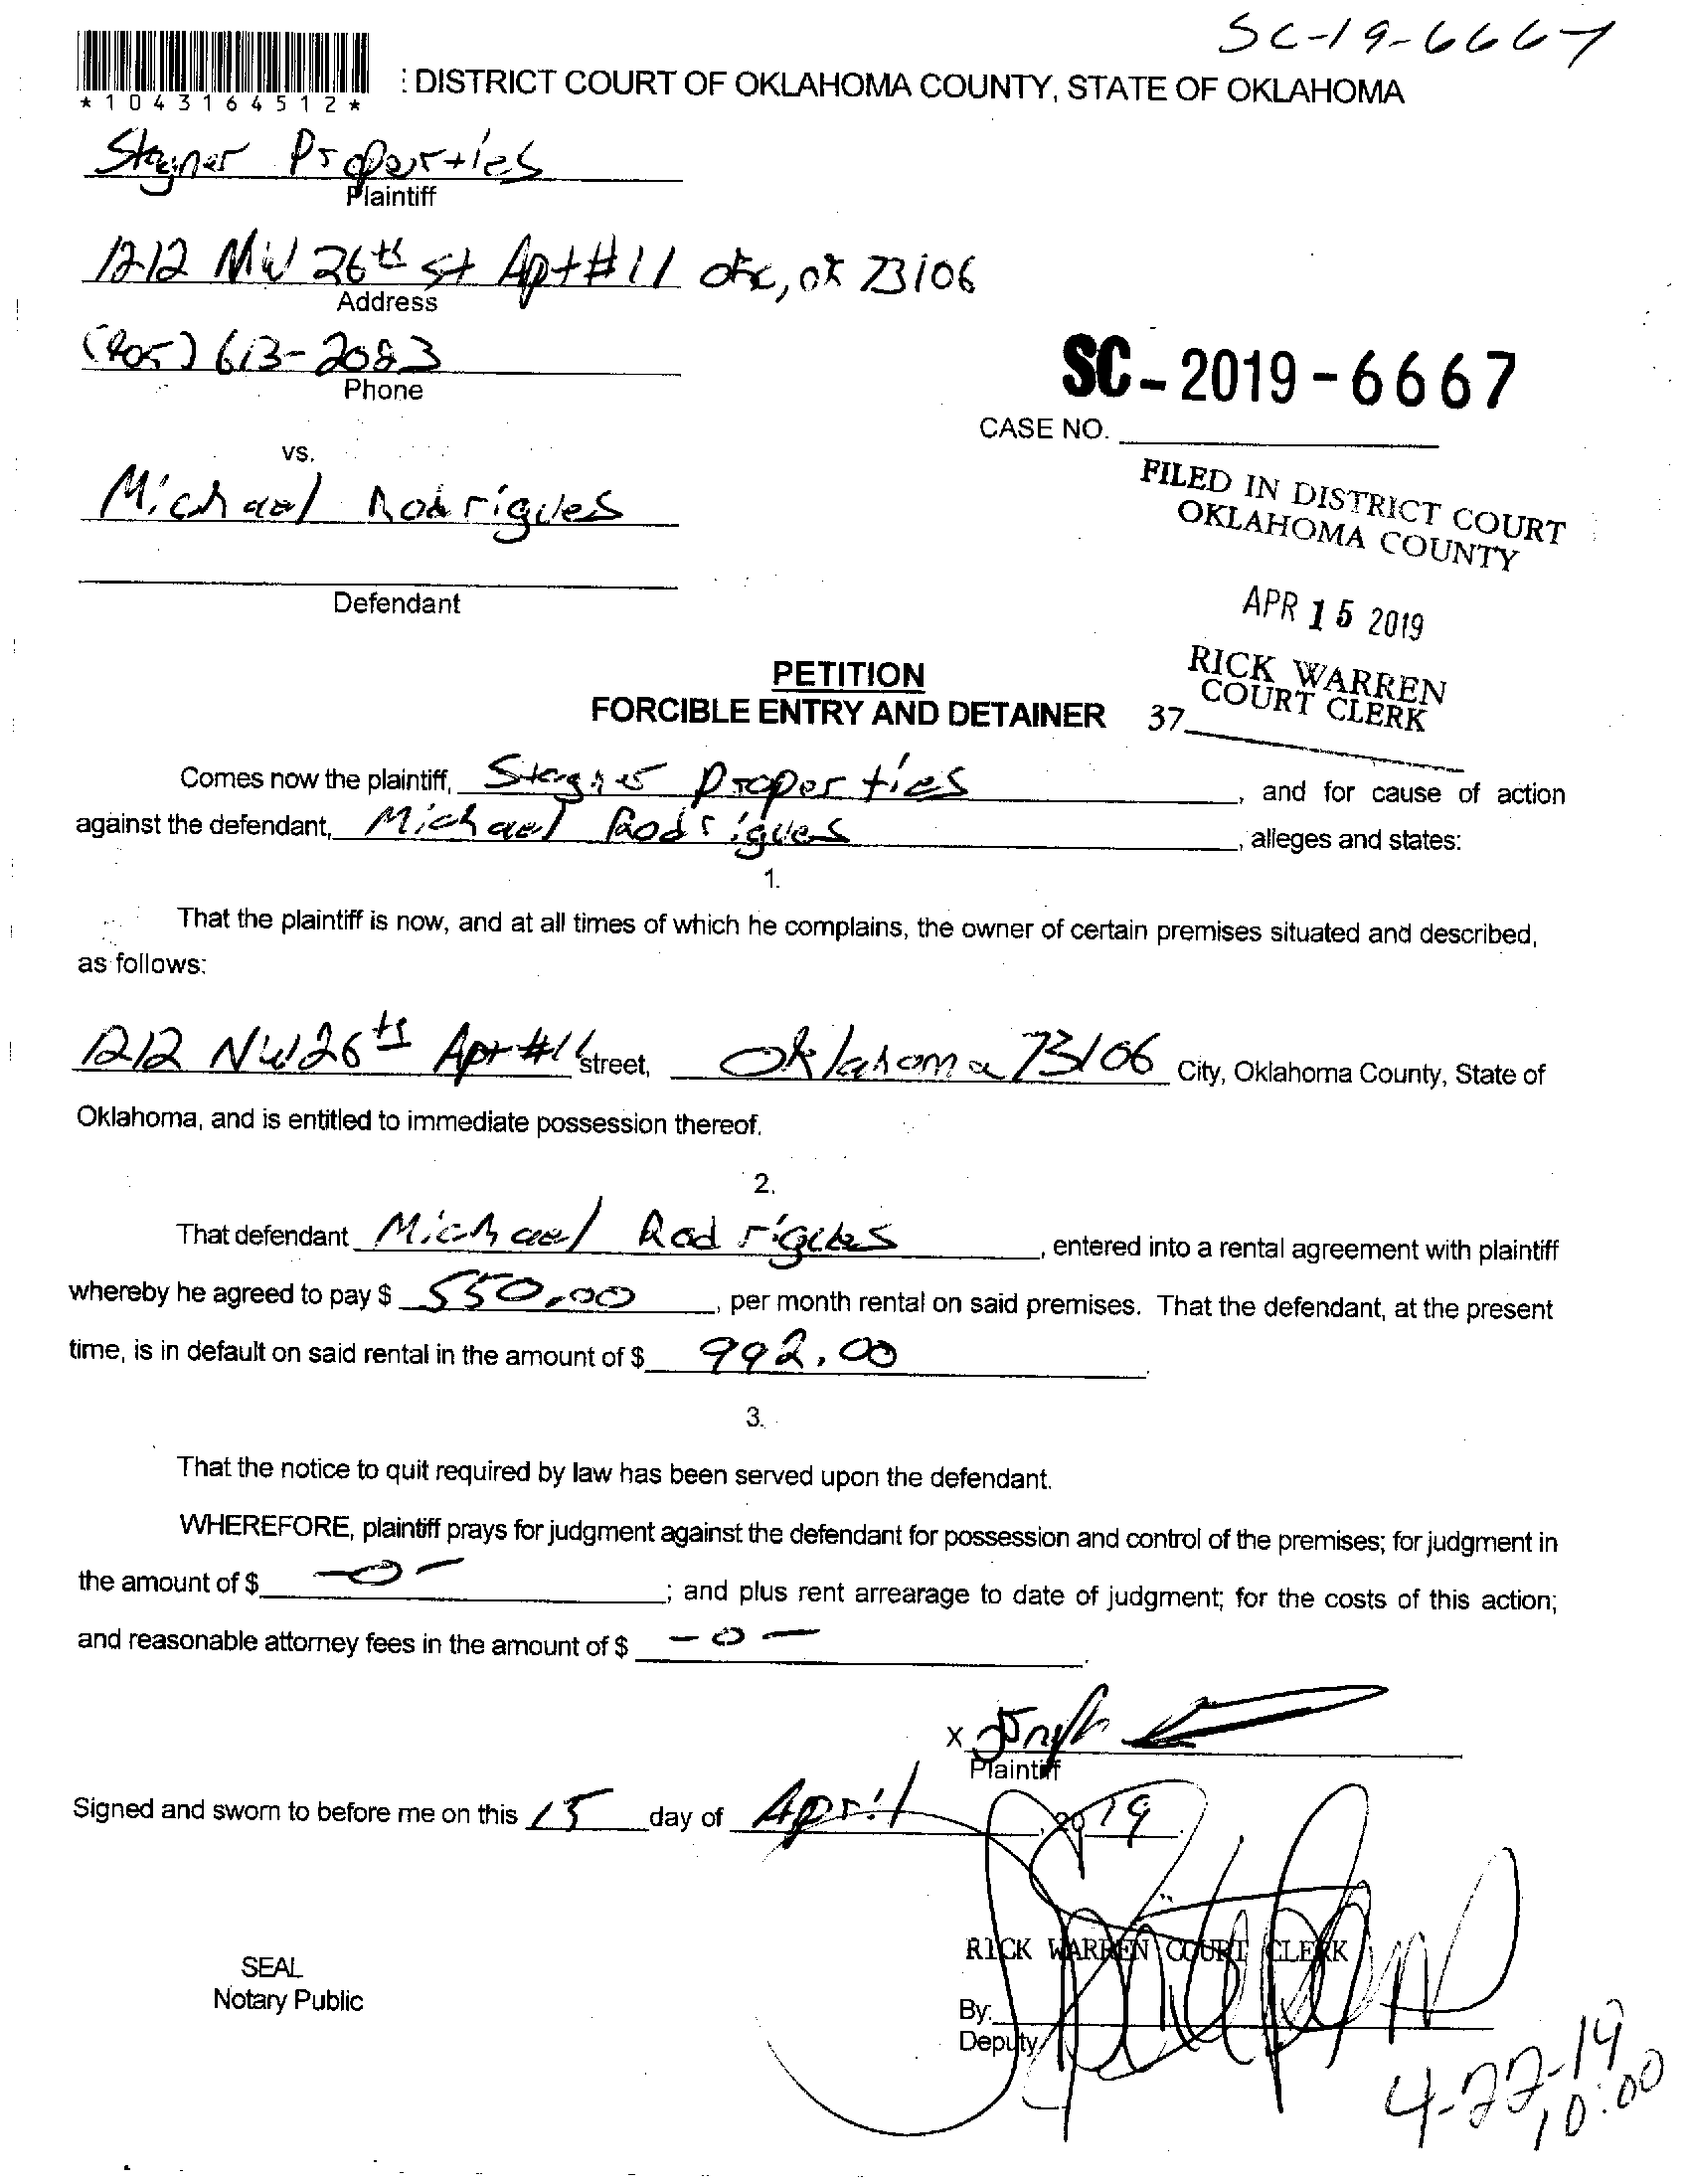 SC-19-6667
*1043164512*
: DISTRICT COURT OF OKLAHOMA COUNTY, STATE OF OKLAHOMA
Properties
Plaintiff
1212 NW 26th St Apt #11 OKC, OK 73106
Address
(405) 613-2083
Phone
SC-2019-6667
CASE NO.
vs.
Michael Rodrigues
FILED IN DISTRICT COURT
OKLAHOMA COUNTY
Defendant
APR 15 2019
RICK WARREN
COURT CLERK
37
PETITION
FORCIBLE ENTRY AND DETAINER
Comes now the plaintiff, Properties, and for cause of action
against the defendant, Michael Rodrigues, alleges and states:
1.
That the plaintiff is now, and at all times of which he complains, the owner of certain premises situated and described,
as follows:
1212 NW 26th Apt #11 street, Oklahoma 73106 City, Oklahoma County, State of
Oklahoma, and is entitled to immediate possession thereof.
2.
That defendant Michael Rodrigues, entered into a rental agreement with plaintiff
whereby he agreed to pay $ 550.00, per month rental on said premises. That the defendant, at the present
time, is in default on said rental in the amount of $ 992.00.
3.
That the notice to quit required by law has been served upon the defendant.
WHEREFORE, plaintiff prays for judgment against the defendant for possession and control of the premises; for judgment in
the amount of $ -0-; and plus rent arrearage to date of judgment; for the costs of this action;
and reasonable attorney fees in the amount of $ -0-.
X
Plaintiff
Signed and sworn to before me on this 15 day of April, 2019.
RICK WARREN COURT CLERK
SEAL
Notary Public
By:
Deputy
4-22-19
10:00